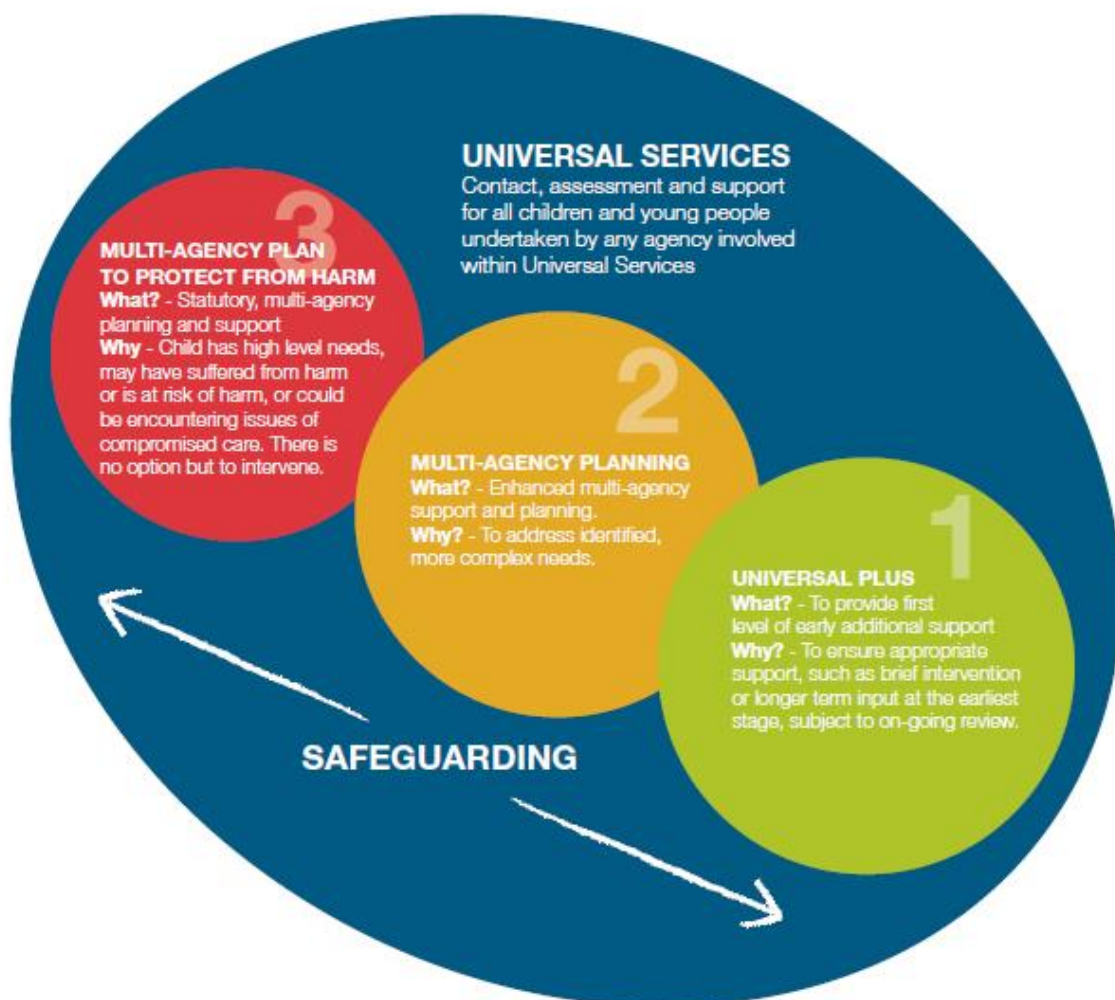 UNIVERSAL SERVICES
Contact, assessment and support
for all children and young people
undertaken by any agency involved
within Universal Services
3
MULTI-AGENCY PLAN
TO PROTECT FROM HARM
What? - Statutory, multi-agency
planning and support
Why - Child has high level needs,
may have suffered from harm
or is at risk of harm, or could
be encountering issues of
compromised care. There is
no option but to intervene.
2
MULTI-AGENCY PLANNING
What? - Enhanced multi-agency
support and planning.
Why? - To address identified,
more complex needs.
1
UNIVERSAL PLUS
What? - To provide first
level of early additional support
Why? - To ensure appropriate
support, such as brief intervention
or longer term input at the earliest
stage, subject to on-going review.
SAFEGUARDING